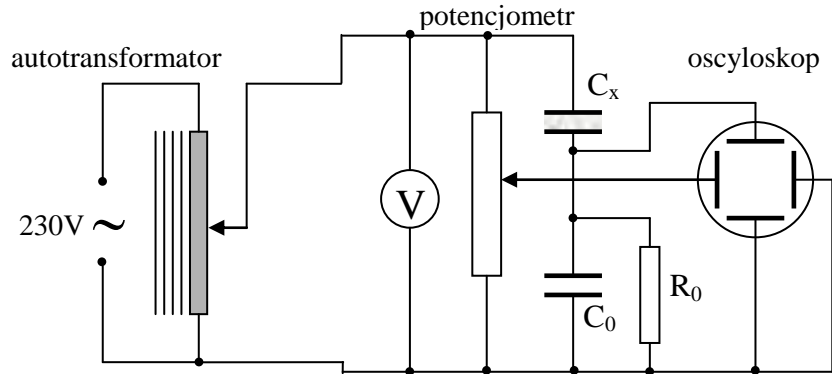 potencjometr
autotransformator
oscyloskop
Cₓ
230V ~
V
R₀
C₀